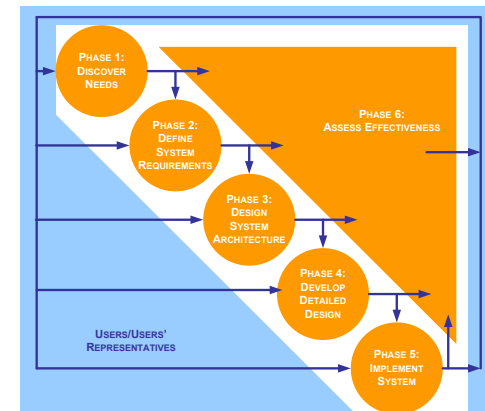 PHASE 1:
DISCOVER
NEEDS
PHASE 2:
DEFINE
SYSTEM
REQUIREMENTS
PHASE 6:
ASSESS EFFECTIVENESS
PHASE 3:
DESIGN
SYSTEM
ARCHITECTURE
PHASE 4:
DEVELOP
DETAILED
DESIGN
USERS/USERS'
REPRESENTATIVES
PHASE 5:
IMPLEMENT
SYSTEM